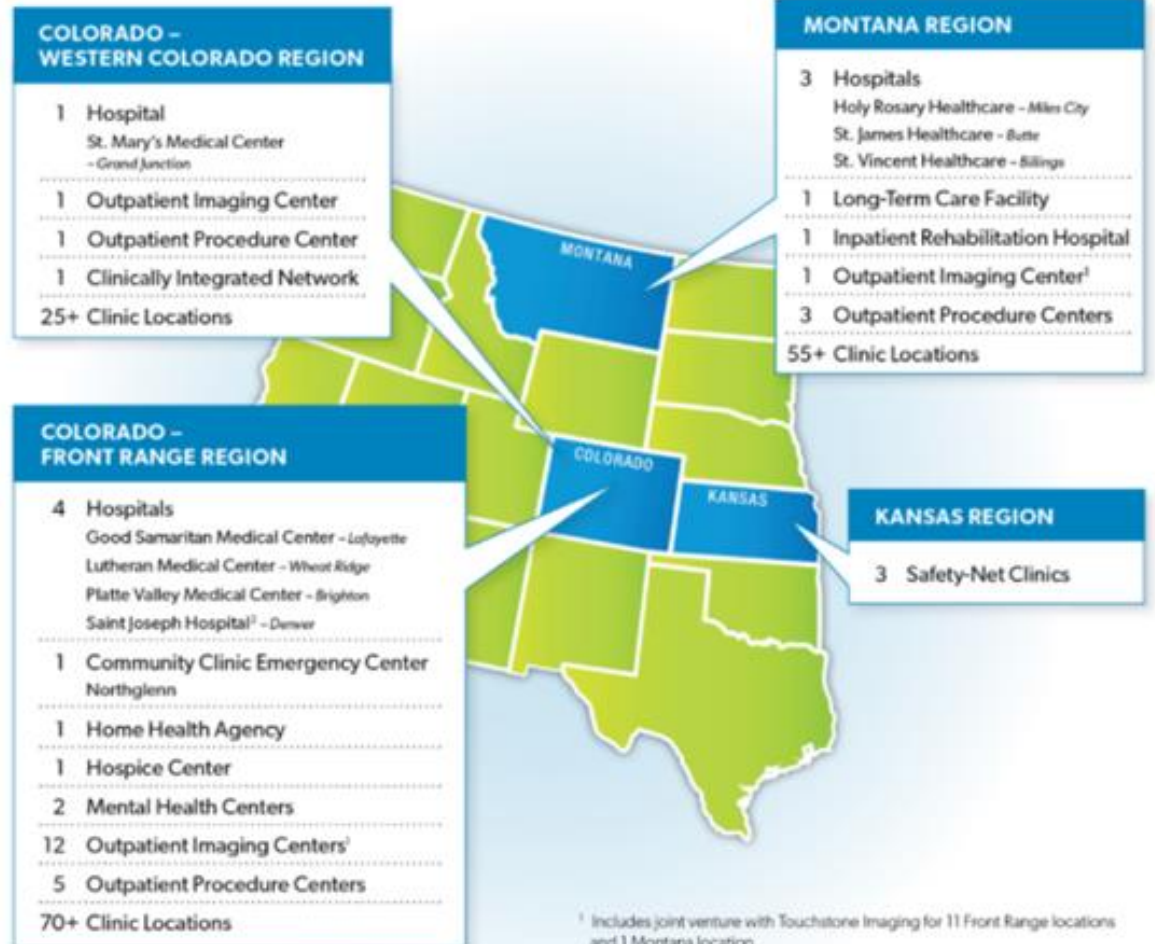 COLORADO –
WESTERN COLORADO REGION
1 Hospital
St. Mary's Medical Center
– Grand Junction
1 Outpatient Imaging Center
1 Outpatient Procedure Center
1 Clinically Integrated Network
25+ Clinic Locations
MONTANA REGION
3 Hospitals
Holy Rosary Healthcare – Miles City
St. James Healthcare – Butte
St. Vincent Healthcare – Billings
1 Long-Term Care Facility
1 Inpatient Rehabilitation Hospital
1 Outpatient Imaging Center¹
3 Outpatient Procedure Centers
55+ Clinic Locations
MONTANA
COLORADO
KANSAS
COLORADO –
FRONT RANGE REGION
4 Hospitals
Good Samaritan Medical Center – Lafayette
Lutheran Medical Center – Wheat Ridge
Platte Valley Medical Center – Brighton
Saint Joseph Hospital² – Denver
1 Community Clinic Emergency Center
Northglenn
1 Home Health Agency
1 Hospice Center
2 Mental Health Centers
12 Outpatient Imaging Centers¹
5 Outpatient Procedure Centers
70+ Clinic Locations
KANSAS REGION
3 Safety-Net Clinics
¹ Includes joint venture with Touchstone Imaging for 11 Front Range locations
and 1 Montana location